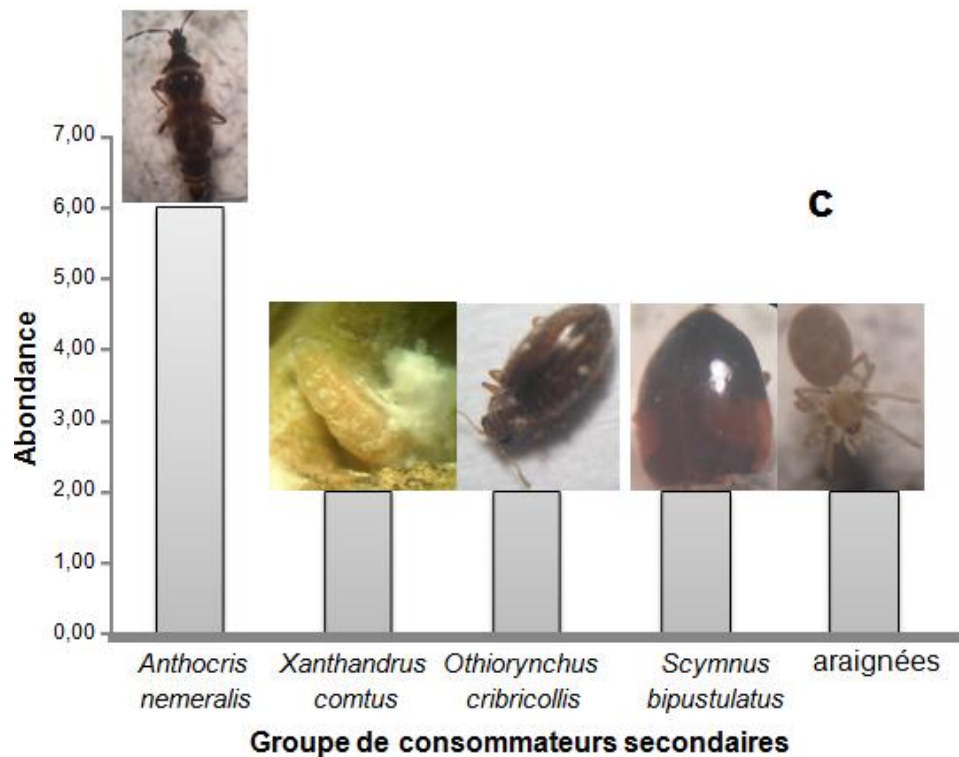 C
Abondance
7,00
6,00
5,00
4,00
3,00
2,00
1,00
0,00
Anthocris nemeralis
Xanthandrus comtus
Othiorynchus cribricollis
Scymnus bipustulatus
araignées
Groupe de consommateurs secondaires